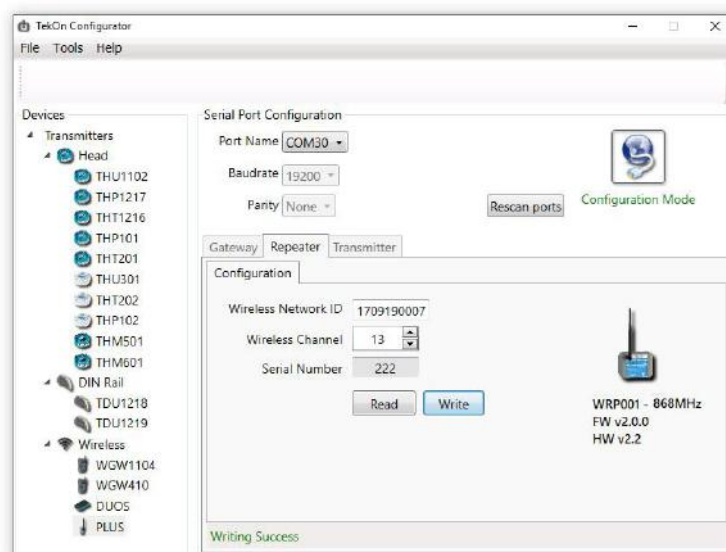 TekOn Configurator
File Tools Help
Devices
Transmitters
Head
THU1102
THP1217
THT1216
THP101
THT201
THU301
THT202
THP102
THM501
THM601
DIN Rail
TDU1218
TDU1219
Wireless
WGW1104
WGW410
DUOS
PLUS
Serial Port Configuration
Port Name COM30
Baudrate 19200
Parity None
Rescan ports
Configuration Mode
Gateway Repeater Transmitter
Configuration
Wireless Network ID 1709190007
Wireless Channel 13
Serial Number 222
Read Write
WRP001 - 868MHz
FW v2.0.0
HW v2.2
Writing Success